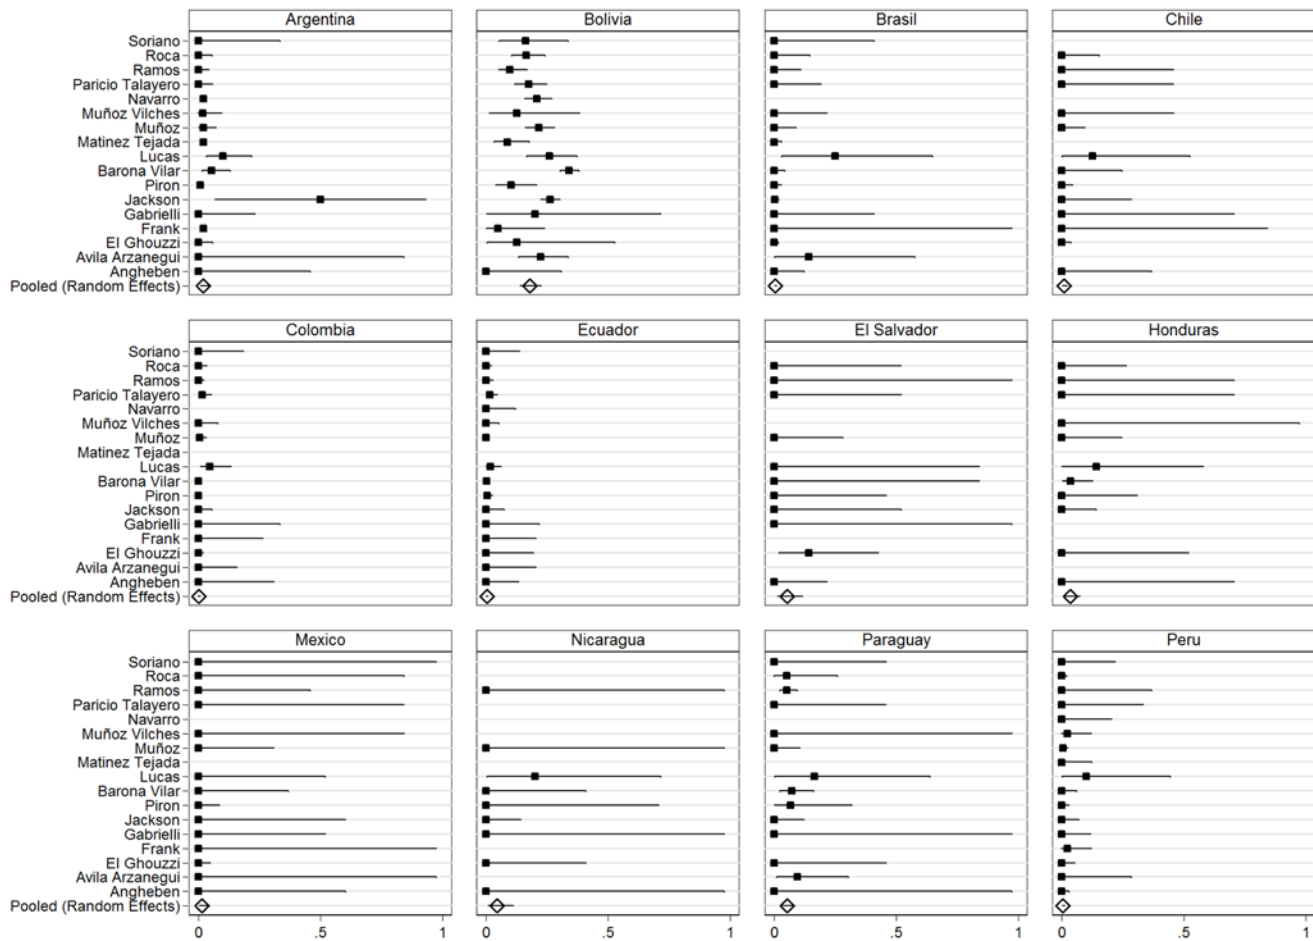 Argentina Bolivia Brasil Chile
Soriano
Roca
Ramos
Paricio Talayero
Navarro
Muñoz Vilches
Muñoz
Matinez Tejada
Lucas
Barona Vilar
Piron
Jackson
Gabrielli
Frank
El Ghouzzi
Avila Arzanegui
Angheben
Pooled (Random Effects)
Colombia Ecuador El Salvador Honduras
Soriano
Roca
Ramos
Paricio Talayero
Navarro
Muñoz Vilches
Muñoz
Matinez Tejada
Lucas
Barona Vilar
Piron
Jackson
Gabrielli
Frank
El Ghouzzi
Avila Arzanegui
Angheben
Pooled (Random Effects)
Mexico Nicaragua Paraguay Peru
Soriano
Roca
Ramos
Paricio Talayero
Navarro
Muñoz Vilches
Muñoz
Matinez Tejada
Lucas
Barona Vilar
Piron
Jackson
Gabrielli
Frank
El Ghouzzi
Avila Arzanegui
Angheben
Pooled (Random Effects)
0 .5 1 0 .5 1 0 .5 1 0 .5 1